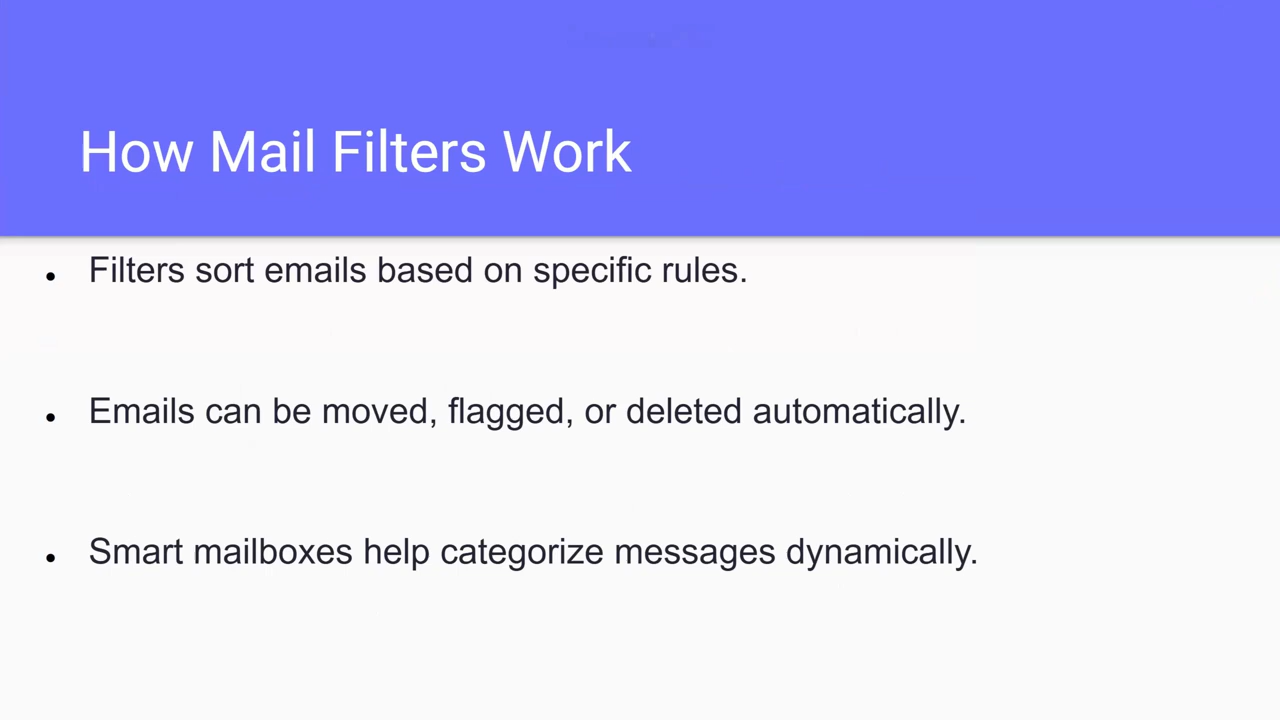 How Mail Filters Work
• Filters sort emails based on specific rules.
• Emails can be moved, flagged, or deleted automatically.
• Smart mailboxes help categorize messages dynamically.